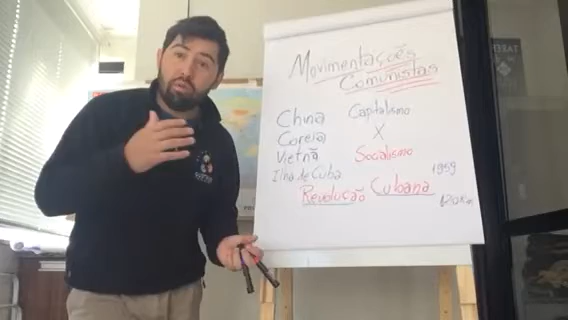 Movimentações
Comunistas
China
Coreia
Vietnã
Ilha de Cuba
Capitalismo
X
Socialismo
1959
Revolução Cubana